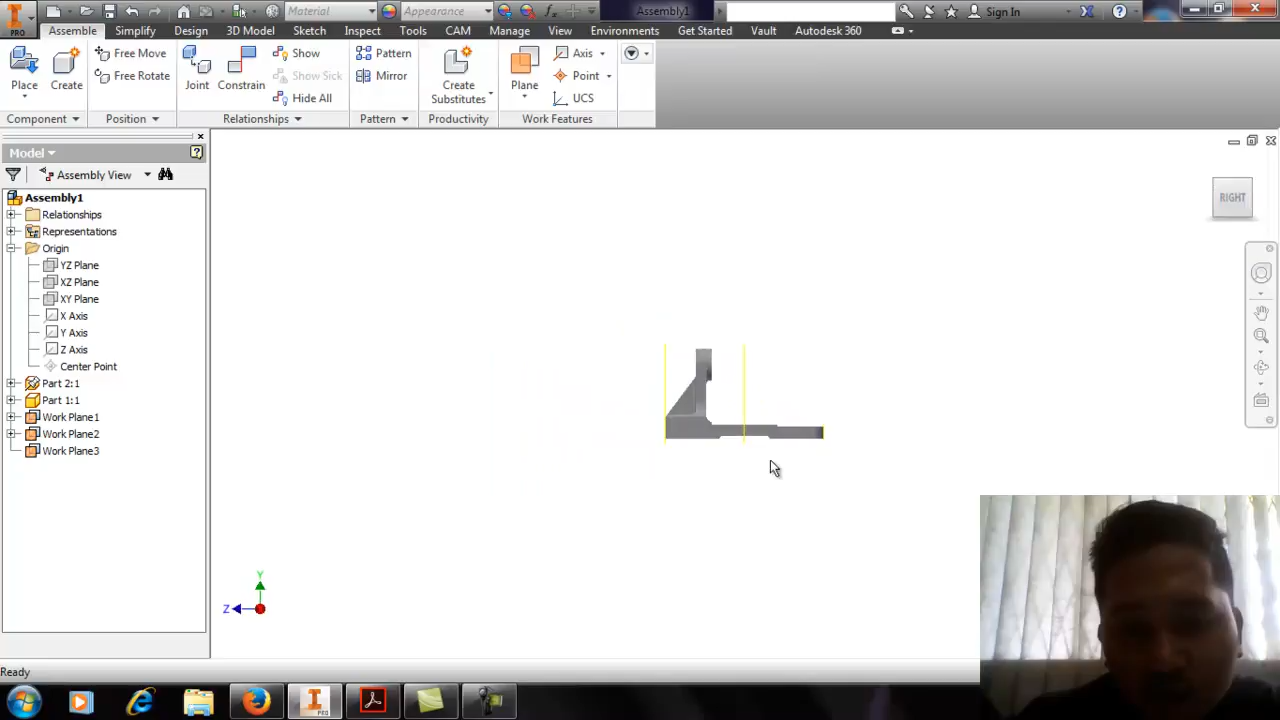 Material
Appearance
Assembly1
Sign In
PRO
Assemble
Simplify
Design
3D Model
Sketch
Inspect
Tools
CAM
Manage
View
Environments
Get Started
Vault
Autodesk 360
Place
Create
Free Move
Free Rotate
Joint
Constrain
Show
Show Sick
Hide All
Pattern
Mirror
Create
Substitutes
Plane
Axis
Point
UCS
Component
Position
Relationships
Pattern
Productivity
Work Features
Model
Assembly View
Assembly1
Relationships
Representations
Origin
YZ Plane
XZ Plane
XY Plane
X Axis
Y Axis
Z Axis
Center Point
Part 2:1
Part 1:1
Work Plane1
Work Plane2
Work Plane3
RIGHT
Y
Z
Ready
PRO